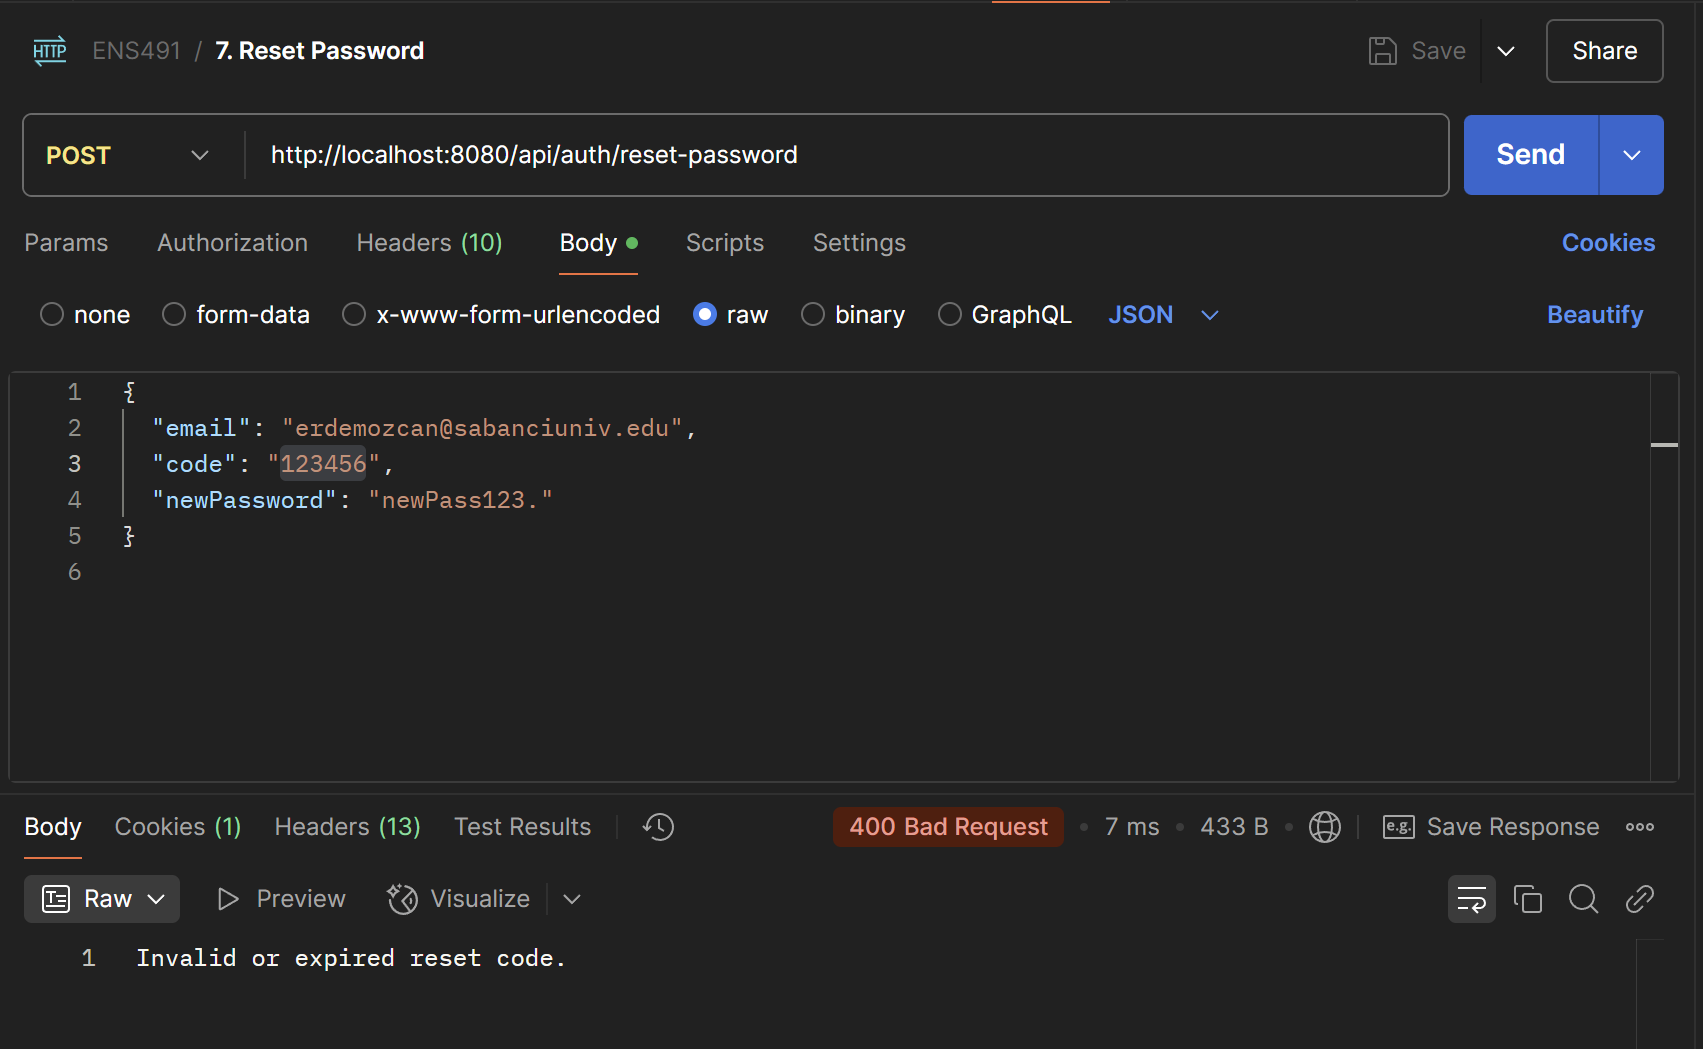 HTTP ENS491 / 7. Reset Password Save Share
POST http://localhost:8080/api/auth/reset-password Send
Params Authorization Headers (10) Body Scripts Settings Cookies
none form-data x-www-form-urlencoded raw binary GraphQL JSON Beautify
1 {
2 "email": "erdemozcan@sabanciuniv.edu",
3 "code": "123456",
4 "newPassword": "newPass123."
5 }
6
Body Cookies (1) Headers (13) Test Results 400 Bad Request • 7 ms • 433 B • e.g. Save Response
Raw Preview Visualize
1 Invalid or expired reset code.